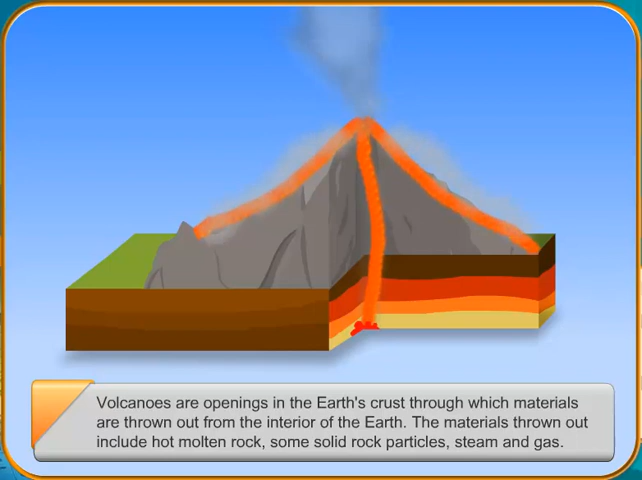 Volcanoes are openings in the Earth's crust through which materials
are thrown out from the interior of the Earth. The materials thrown out
include hot molten rock, some solid rock particles, steam and gas.